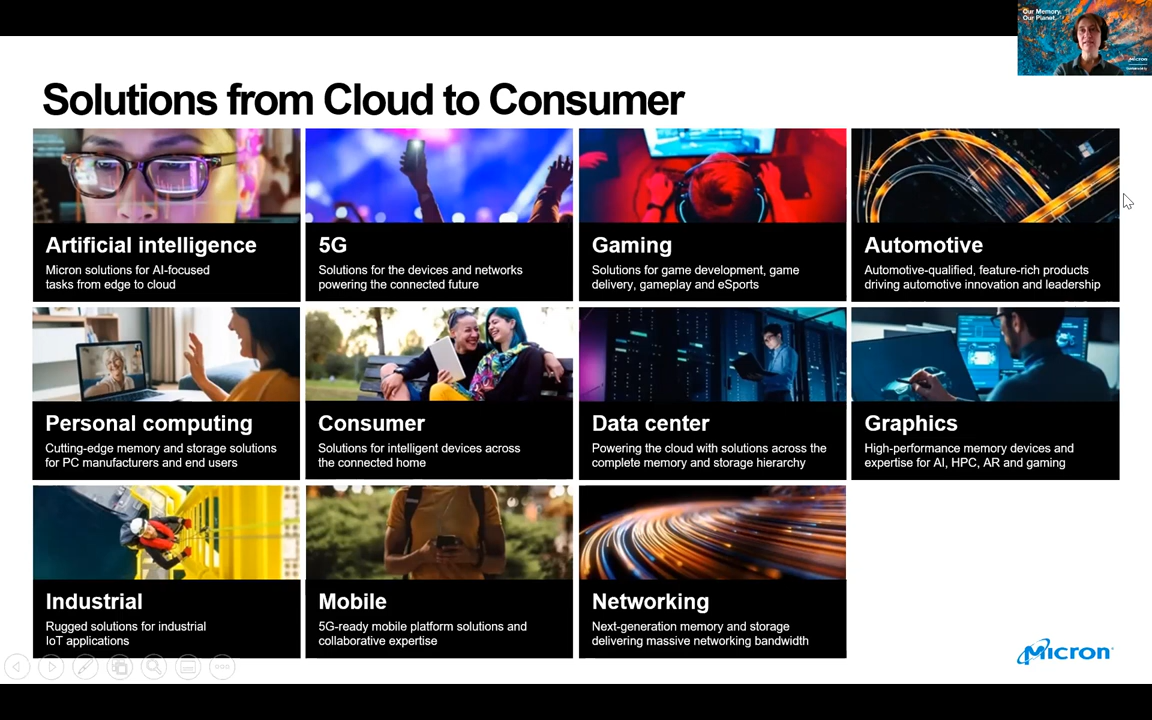 Our Memory.
Our Planet.
Micron
Solutions from Cloud to Consumer
Artificial intelligence
Micron solutions for AI-focused
tasks from edge to cloud
5G
Solutions for the devices and networks
powering the connected future
Gaming
Solutions for game development, game
delivery, gameplay and eSports
Automotive
Automotive-qualified, feature-rich products
driving automotive innovation and leadership
Personal computing
Cutting-edge memory and storage solutions
for PC manufacturers and end users
Consumer
Solutions for intelligent devices across
the connected home
Data center
Powering the cloud with solutions across the
complete memory and storage hierarchy
Graphics
High-performance memory devices and
expertise for AI, HPC, AR and gaming
Industrial
Rugged solutions for industrial
IoT applications
Mobile
5G-ready mobile platform solutions and
collaborative expertise
Networking
Next-generation memory and storage
delivering massive networking bandwidth
Micron